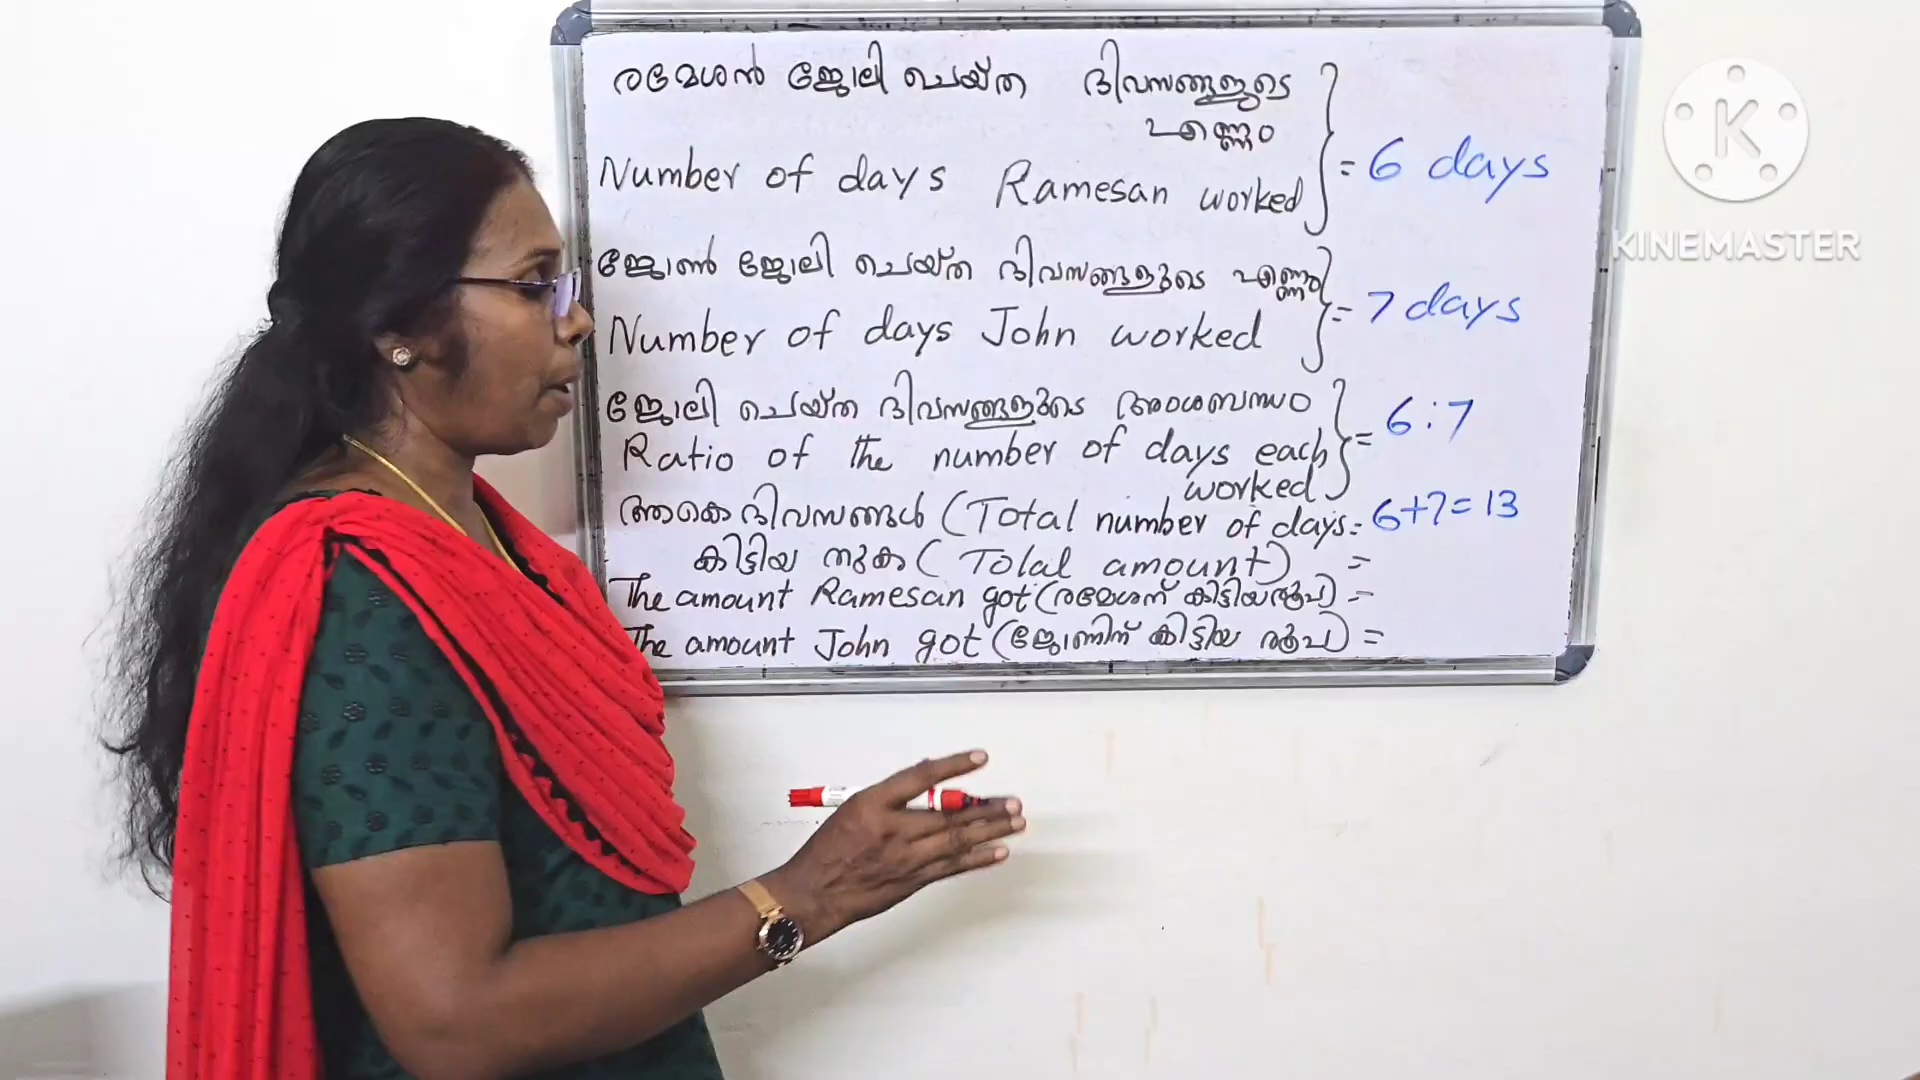 രമേശൻ ജോലി ചെയ്ത ദിവസങ്ങളുടെ
എണ്ണം
Number of days Ramesan worked = 6 days
ജോൺ ജോലി ചെയ്ത ദിവസങ്ങളുടെ എണ്ണം
Number of days John worked = 7 days
ജോലി ചെയ്ത ദിവസങ്ങളുടെ അംശബന്ധം
Ratio of the number of days each
worked = 6:7
ആകെ ദിവസങ്ങൾ (Total number of days = 6+7=13
കിട്ടിയ തുക (Total amount) =
The amount Ramesan got (രമേശന് കിട്ടിയ രൂപ) =
The amount John got (ജോണിന് കിട്ടിയ രൂപ) =
K
KINEMASTER